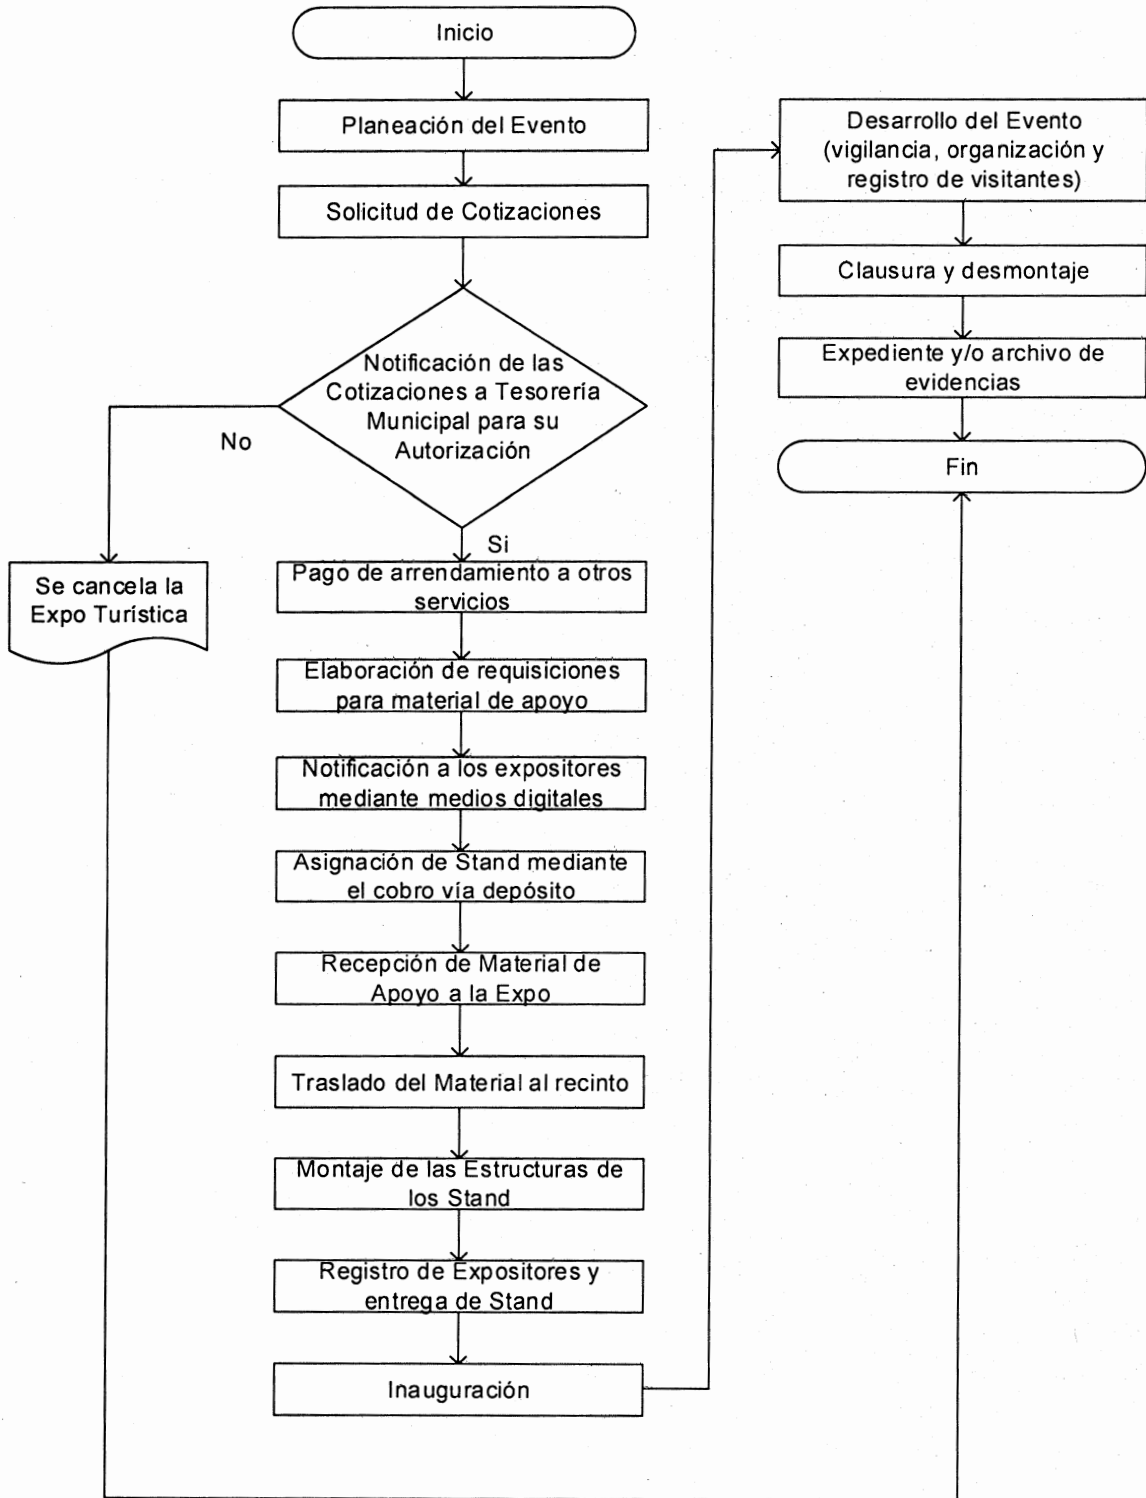 Inicio
Planeación del Evento
Solicitud de Cotizaciones
Notificación de las
Cotizaciones a Tesorería
Municipal para su
Autorización
No
Si
Se cancela la
Expo Turística
Pago de arrendamiento a otros
servicios
Elaboración de requisiciones
para material de apoyo
Notificación a los expositores
mediante medios digitales
Asignación de Stand mediante
el cobro vía depósito
Recepción de Material de
Apoyo a la Expo
Traslado del Material al recinto
Montaje de las Estructuras de
los Stand
Registro de Expositores y
entrega de Stand
Inauguración
Desarrollo del Evento
(vigilancia, organización y
registro de visitantes)
Clausura y desmontaje
Expediente y/o archivo de
evidencias
Fin